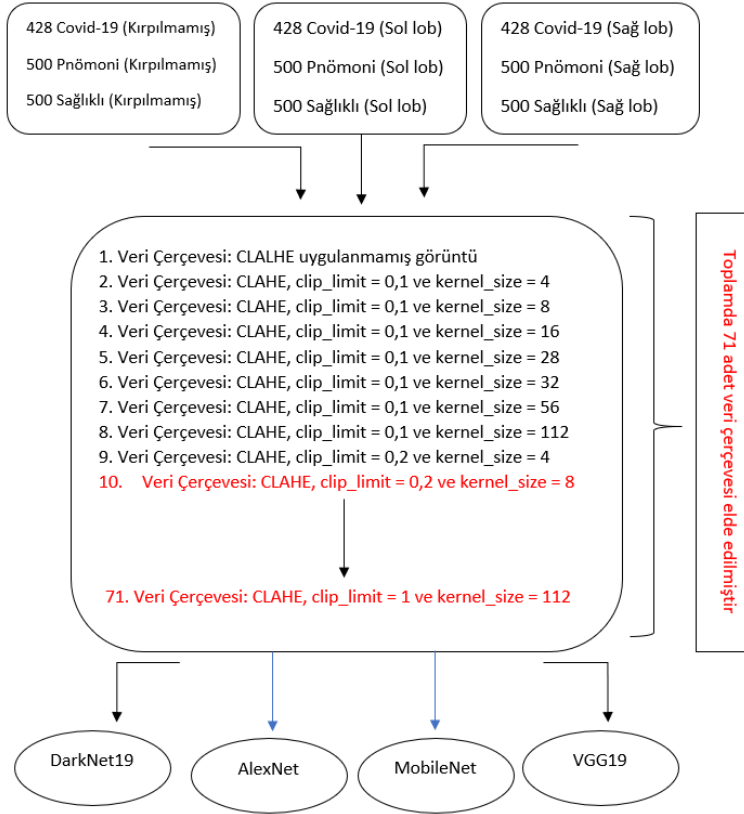 428 Covid-19 (Kırpılmamış)
500 Pnömoni (Kırpılmamış)
500 Sağlıklı (Kırpılmamış)
428 Covid-19 (Sol lob)
500 Pnömoni (Sol lob)
500 Sağlıklı (Sol lob)
428 Covid-19 (Sağ lob)
500 Pnömoni (Sağ lob)
500 Sağlıklı (Sağ lob)
1. Veri Çerçevesi: CLALHE uygulanmamış görüntü
2. Veri Çerçevesi: CLAHE, clip_limit = 0,1 ve kernel_size = 4
3. Veri Çerçevesi: CLAHE, clip_limit = 0,1 ve kernel_size = 8
4. Veri Çerçevesi: CLAHE, clip_limit = 0,1 ve kernel_size = 16
5. Veri Çerçevesi: CLAHE, clip_limit = 0,1 ve kernel_size = 28
6. Veri Çerçevesi: CLAHE, clip_limit = 0,1 ve kernel_size = 32
7. Veri Çerçevesi: CLAHE, clip_limit = 0,1 ve kernel_size = 56
8. Veri Çerçevesi: CLAHE, clip_limit = 0,1 ve kernel_size = 112
9. Veri Çerçevesi: CLAHE, clip_limit = 0,2 ve kernel_size = 4
10. Veri Çerçevesi: CLAHE, clip_limit = 0,2 ve kernel_size = 8
71. Veri Çerçevesi: CLAHE, clip_limit = 1 ve kernel_size = 112
Toplamda 71 adet veri çerçevesi elde edilmiştir
DarkNet19
AlexNet
MobileNet
VGG19